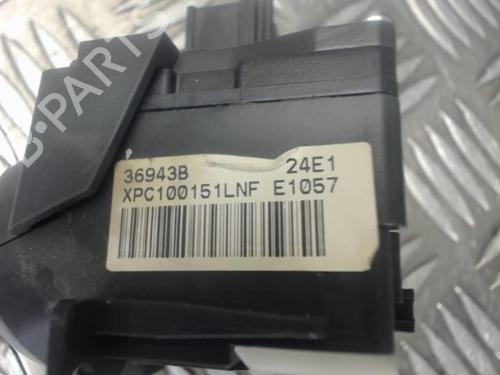 B-PARTS
36943B 24E1
XPC100151LNF E1057